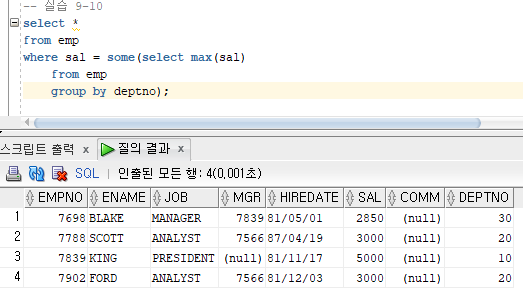 -- 실습 9-10
select *
from emp
where sal = some(select max(sal)
from emp
group by deptno);
스크립트 출력 x 질의 결과 x
SQL | 인출된 모든 행: 4(0,001초)
EMPNO ENAME JOB MGR HIREDATE SAL COMM DEPTNO
1 7698 BLAKE MANAGER 7839 81/05/01 2850 (null) 30
2 7788 SCOTT ANALYST 7566 87/04/19 3000 (null) 20
3 7839 KING PRESIDENT (null) 81/11/17 5000 (null) 10
4 7902 FORD ANALYST 7566 81/12/03 3000 (null) 20